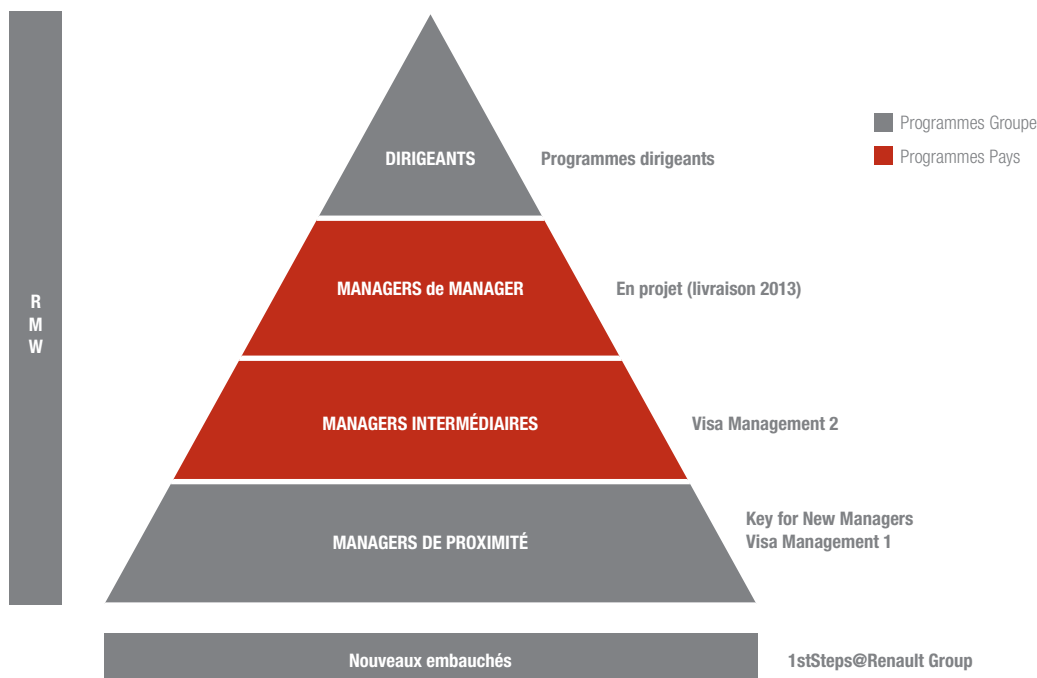 DIRIGEANTS
Programmes dirigeants
Programmes Groupe
Programmes Pays
R
M
W
MANAGERS de MANAGER
En projet (livraison 2013)
MANAGERS INTERMÉDIAIRES
Visa Management 2
MANAGERS DE PROXIMITÉ
Key for New Managers
Visa Management 1
Nouveaux embauchés
1stSteps@Renault Group